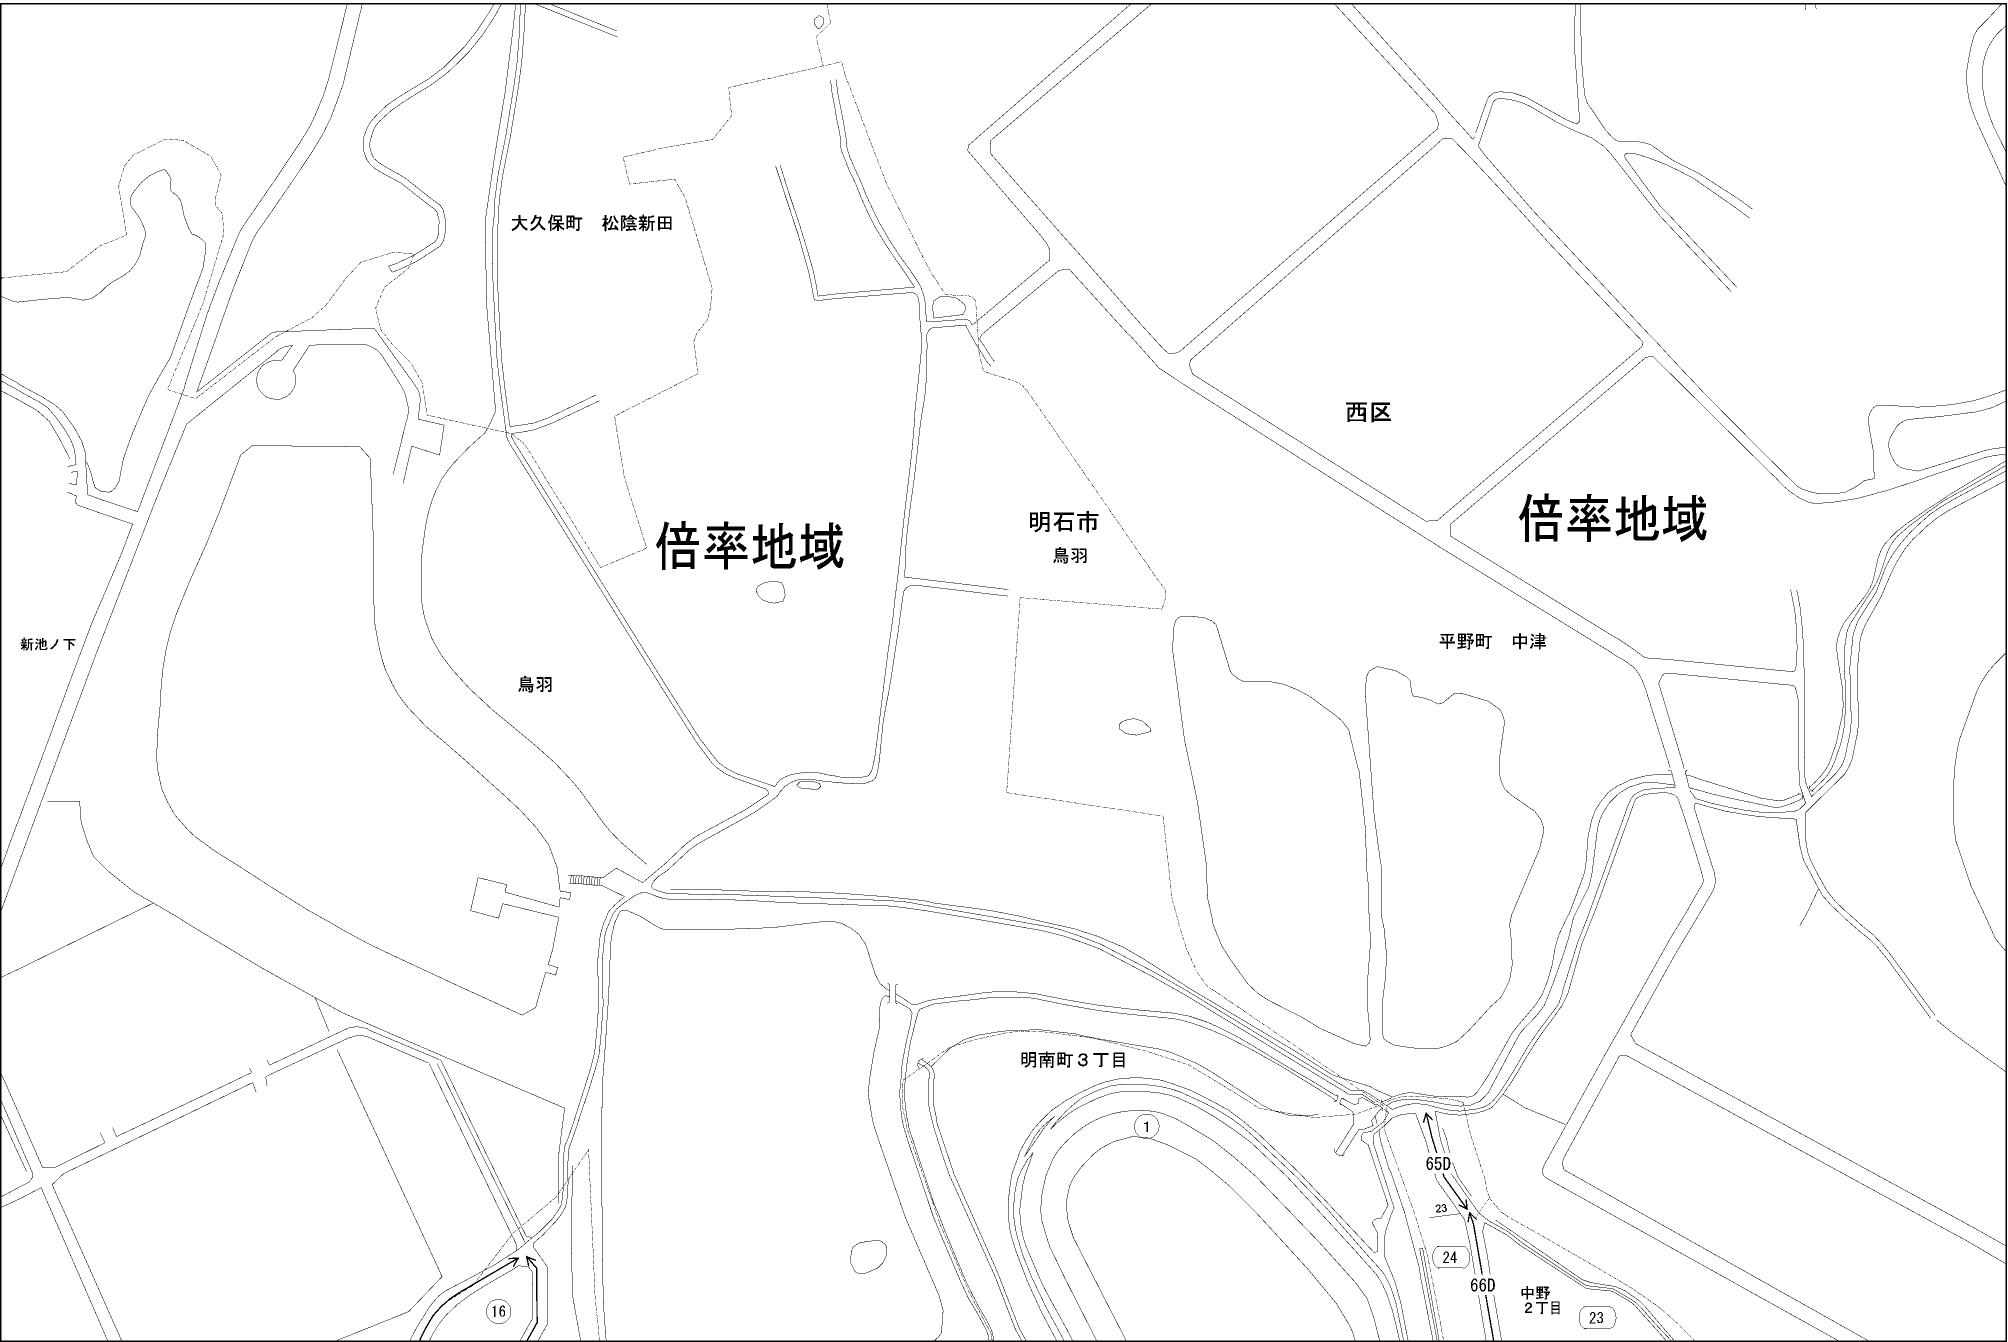 大久保町　松陰新田
西区
倍率地域
倍率地域
明石市
鳥羽
新池ノ下
平野町　中津
鳥羽
明南町３丁目
1
65D
23
24
66D
中野
２丁目
16
23